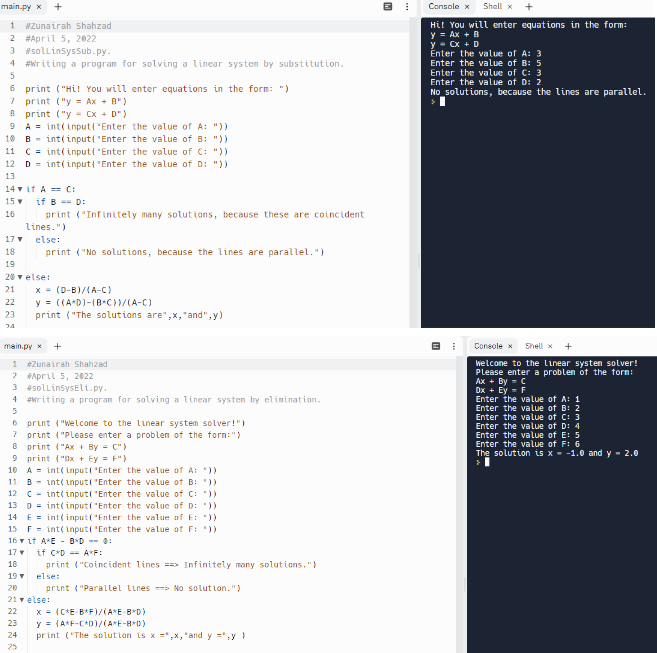 main.py × +
1 #Zunairah Shahzad
2 #April 5, 2022
3 #solLinSysSub.py.
4 #Writing a program for solving a linear system by substitution.
5
6 print ("Hi! You will enter equations in the form: ")
7 print ("y = Ax + B")
8 print ("y = Cx + D")
9 A = int(input("Enter the value of A: "))
10 B = int(input("Enter the value of B: "))
11 C = int(input("Enter the value of C: "))
12 D = int(input("Enter the value of D: "))
13
14 if A == C:
15 if B == D:
16 print ("Infinitely many solutions, because these are coincident
lines.")
17 else:
18 print ("No solutions, because the lines are parallel.")
19
20 else:
21 x = (D-B)/(A-C)
22 y = ((A*D)-(B*C))/(A-C)
23 print ("The solutions are",x,"and",y)
24
Console × Shell × +
Hi! You will enter equations in the form:
y = Ax + B
y = Cx + D
Enter the value of A: 3
Enter the value of B: 5
Enter the value of C: 3
Enter the value of D: 2
No solutions, because the lines are parallel.
>
main.py × +
1 #Zunairah Shahzad
2 #April 5, 2022
3 #solLinSysEli.py.
4 #Writing a program for solving a linear system by elimination.
5
6 print ("Welcome to the linear system solver!")
7 print ("Please enter a problem of the form:")
8 print ("Ax + By = C")
9 print ("Dx + Ey = F")
10 A = int(input("Enter the value of A: "))
11 B = int(input("Enter the value of B: "))
12 C = int(input("Enter the value of C: "))
13 D = int(input("Enter the value of D: "))
14 E = int(input("Enter the value of E: "))
15 F = int(input("Enter the value of F: "))
16 if A*E - B*D == 0:
17 if C*D == A*F:
18 print ("Coincident lines ==> Infinitely many solutions.")
19 else:
20 print ("Parallel lines ==> No solution.")
21 else:
22 x = (C*E-B*F)/(A*E-B*D)
23 y = (A*F-C*D)/(A*E-B*D)
24 print ("The solution is x =",x,"and y =",y )
25
Console × Shell × +
Welcome to the linear system solver!
Please enter a problem of the form:
Ax + By = C
Dx + Ey = F
Enter the value of A: 1
Enter the value of B: 2
Enter the value of C: 3
Enter the value of D: 4
Enter the value of E: 5
Enter the value of F: 6
The solution is x = -1.0 and y = 2.0
>